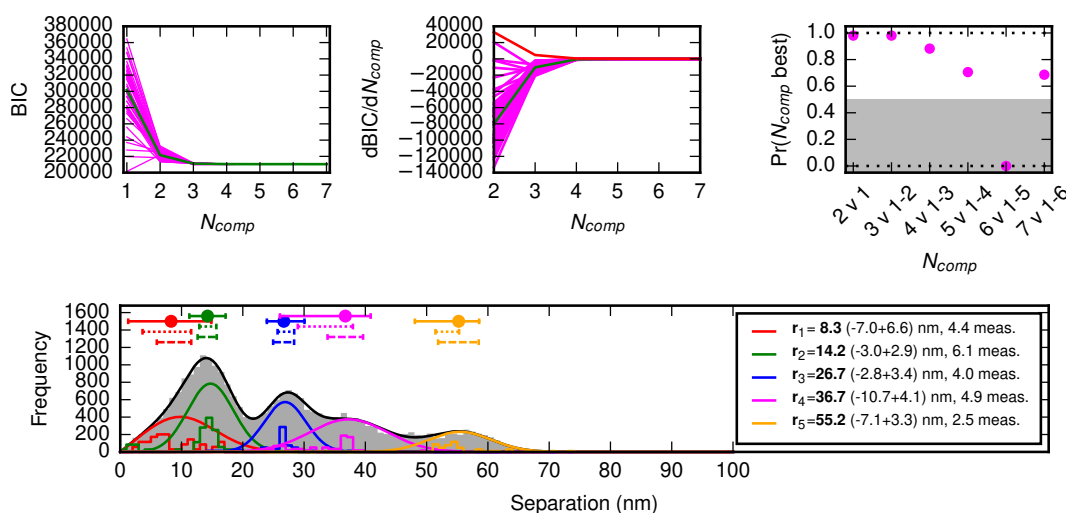 380000
360000
340000
320000
300000
280000
260000
240000
220000
200000
BIC
1 2 3 4 5 6 7
N_comp
40000
20000
0
−20000
−40000
−60000
−80000
−100000
−120000
−140000
dBIC/dN_comp
2 3 4 5 6 7
N_comp
1.0
0.8
0.6
0.4
0.2
0.0
Pr(N_comp best)
2 v 1
3 v 1-2
4 v 1-3
5 v 1-4
6 v 1-5
7 v 1-6
N_comp
1600
1400
1200
1000
800
600
400
200
0
Frequency
0 10 20 30 40 50 60 70 80 90 100
Separation (nm)
r₁= 8.3 (-7.0+6.6) nm, 4.4 meas.
r₂=14.2 (-3.0+2.9) nm, 6.1 meas.
r₃=26.7 (-2.8+3.4) nm, 4.0 meas.
r₄=36.7 (-10.7+4.1) nm, 4.9 meas.
r₅=55.2 (-7.1+3.3) nm, 2.5 meas.